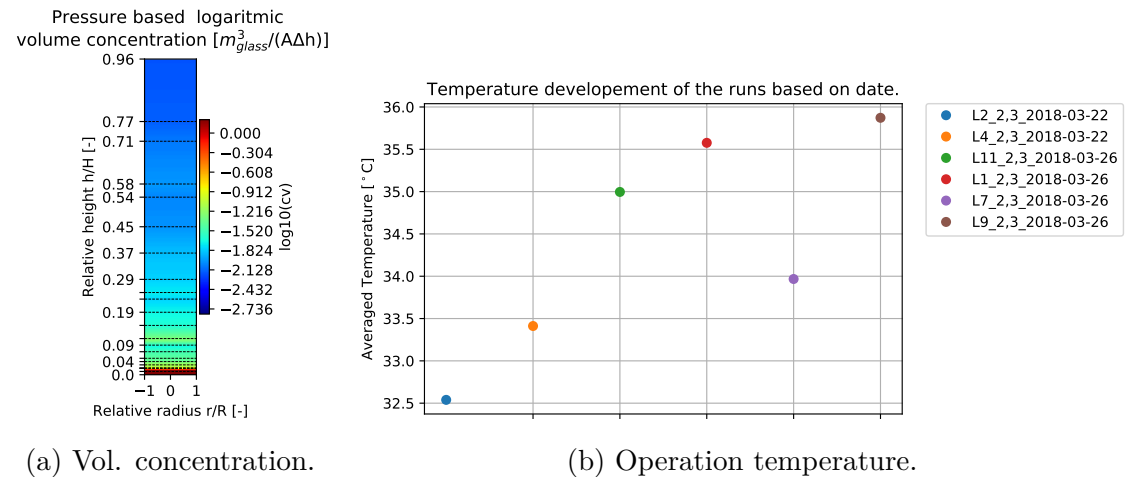 Pressure based  logaritmic
volume concentration [$m^3_{glass}$/(AΔh)]
0.96
0.77
0.71
0.58
0.54
0.45
0.37
0.29
0.19
0.09
0.04
0.0
Relative height h/H [-]
−1 0 1
Relative radius r/R [-]
0.000
−0.304
−0.608
−0.912
−1.216
−1.520
−1.824
−2.128
−2.432
−2.736
log10(cv)
(a) Vol. concentration.
Temperature developement of the runs based on date.
36.0
35.5
35.0
34.5
34.0
33.5
33.0
32.5
Averaged Temperature [°C]
L2_2,3_2018-03-22
L4_2,3_2018-03-22
L11_2,3_2018-03-26
L1_2,3_2018-03-26
L7_2,3_2018-03-26
L9_2,3_2018-03-26
(b) Operation temperature.